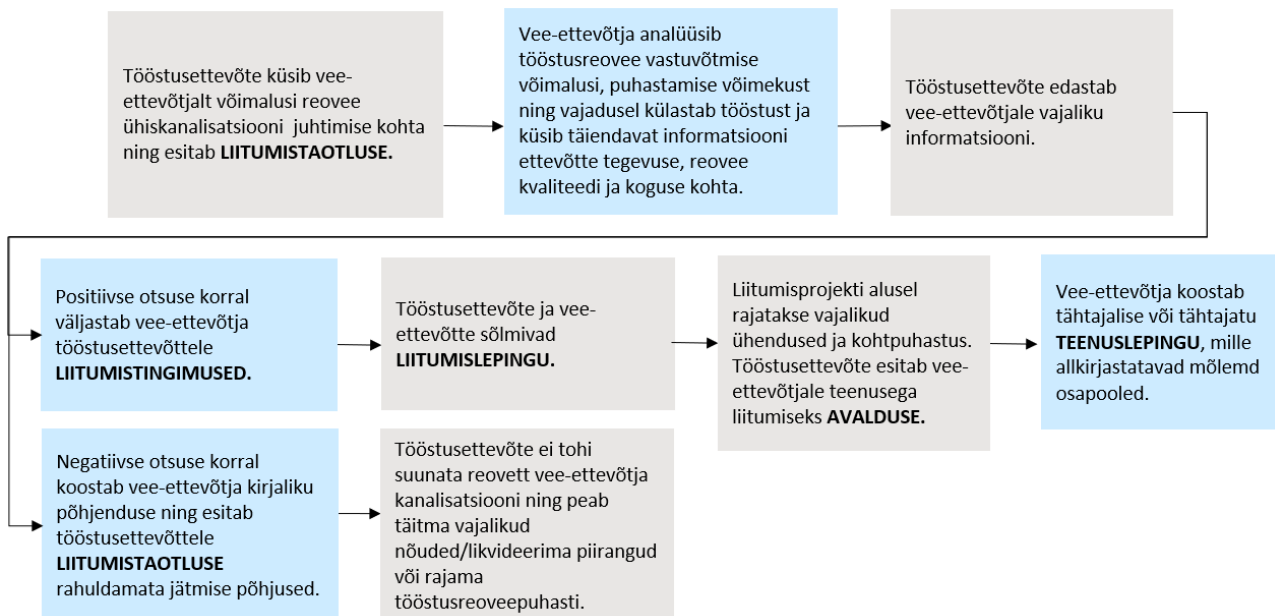 Tööstusettevõte küsib vee-
ettevõtjalt võimalusi reovee
ühiskanalisatsiooni juhtimise kohta
ning esitab LIITUMISTAOTLUSE.
Vee-ettevõtja analüüsib
tööstusreovee vastuvõtmise
võimalusi, puhastamise võimekust
ning vajadusel külastab tööstust ja
küsib täiendavat informatsiooni
ettevõtte tegevuse, reovee
kvaliteedi ja koguse kohta.
Tööstusettevõte edastab
vee-ettevõtjale vajaliku
informatsiooni.
Positiivse otsuse korral
väljastab vee-ettevõtja
tööstusettevõttele
LIITUMISTINGIMUSED.
Tööstusettevõte ja vee-
ettevõtte sõlmivad
LIITUMISLEPINGU.
Liitumisprojekti alusel
rajatakse vajalikud
ühendused ja kohtpuhastus.
Tööstusettevõte esitab vee-
ettevõtjale teenusega
liitumiseks AVALDUSE.
Vee-ettevõtja koostab
tähtajalise või tähtajatu
TEENUSLEPINGU, mille
allkirjastatavad mõlemd
osapooled.
Negatiivse otsuse korral
koostab vee-ettevõtja kirjaliku
põhjenduse ning esitab
tööstusettevõttele
LIITUMISTAOTLUSE
rahuldamata jätmise põhjused.
Tööstusettevõte ei tohi
suunata reovett vee-ettevõtja
kanalisatsiooni ning peab
täitma vajalikud
nõuded/likvideerima piirangud
või rajama
tööstusreoveepuhasti.